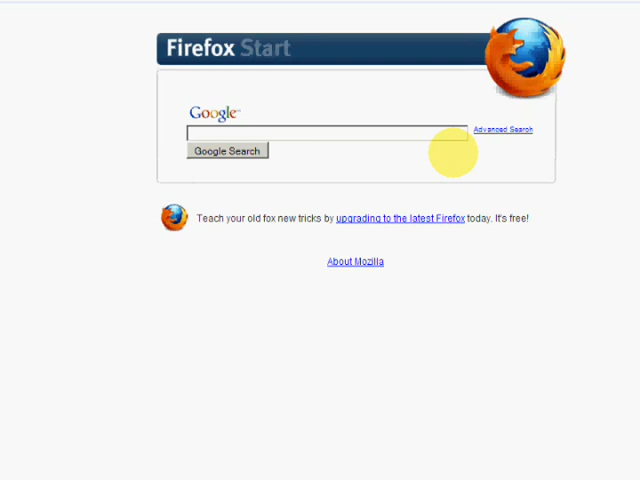 Firefox Start
Google™
Advanced Search
Google Search
Teach your old fox new tricks by upgrading to the latest Firefox today. It's free!
About Mozilla